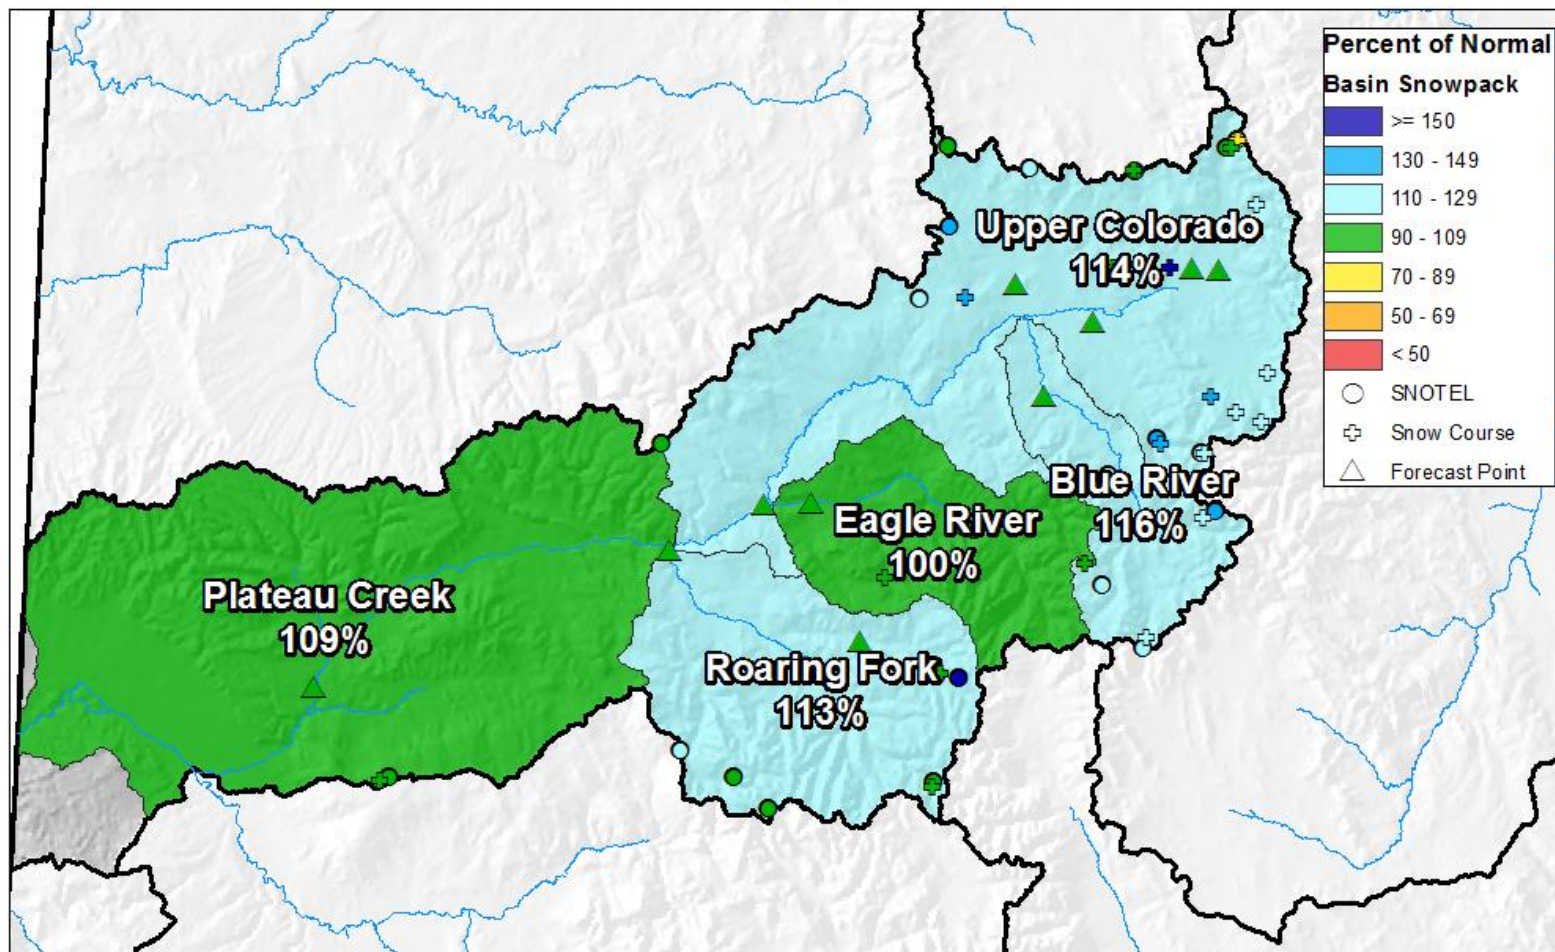 Percent of Normal
Basin Snowpack
>= 150
130 - 149
110 - 129
90 - 109
70 - 89
50 - 69
< 50
SNOTEL
Snow Course
Forecast Point
Upper Colorado
114%
Blue River
116%
Eagle River
100%
Plateau Creek
109%
Roaring Fork
113%